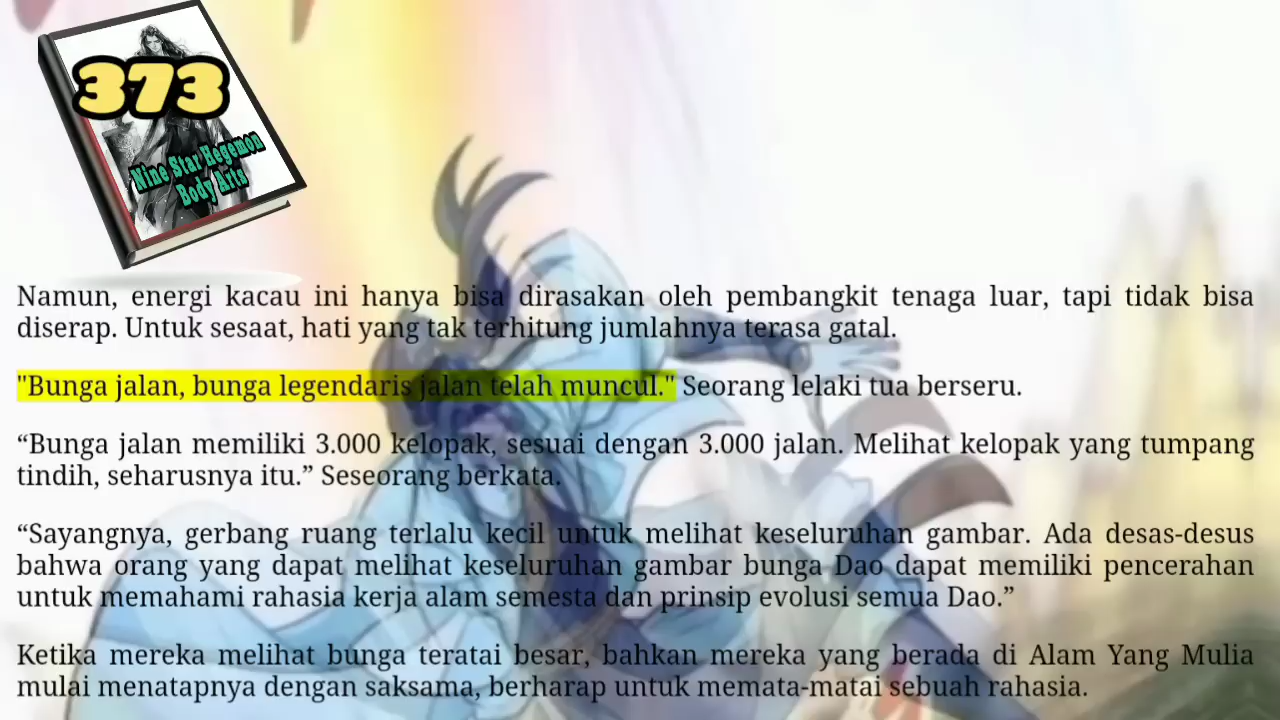 373
Nine Star Hegemon
Body Arts
Namun, energi kacau ini hanya bisa dirasakan oleh pembangkit tenaga luar, tapi tidak bisa
diserap. Untuk sesaat, hati yang tak terhitung jumlahnya terasa gatal.
"Bunga jalan, bunga legendaris jalan telah muncul." Seorang lelaki tua berseru.
“Bunga jalan memiliki 3.000 kelopak, sesuai dengan 3.000 jalan. Melihat kelopak yang tumpang
tindih, seharusnya itu.” Seseorang berkata.
“Sayangnya, gerbang ruang terlalu kecil untuk melihat keseluruhan gambar. Ada desas-desus
bahwa orang yang dapat melihat keseluruhan gambar bunga Dao dapat memiliki pencerahan
untuk memahami rahasia kerja alam semesta dan prinsip evolusi semua Dao.”
Ketika mereka melihat bunga teratai besar, bahkan mereka yang berada di Alam Yang Mulia
mulai menatapnya dengan saksama, berharap untuk memata-matai sebuah rahasia.